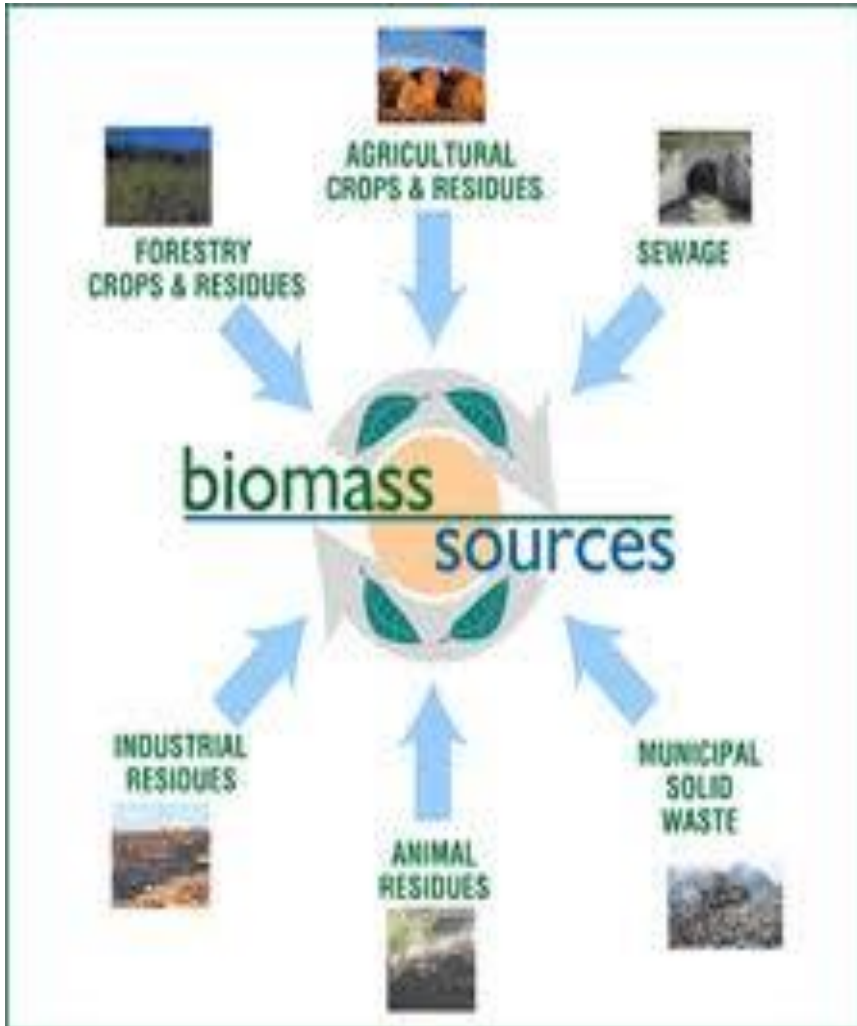 AGRICULTURAL
CROPS & RESIDUES
FORESTRY
CROPS & RESIDUES
SEWAGE
biomass
sources
INDUSTRIAL
RESIDUES
MUNICIPAL
SOLID
WASTE
ANIMAL
RESIDUES